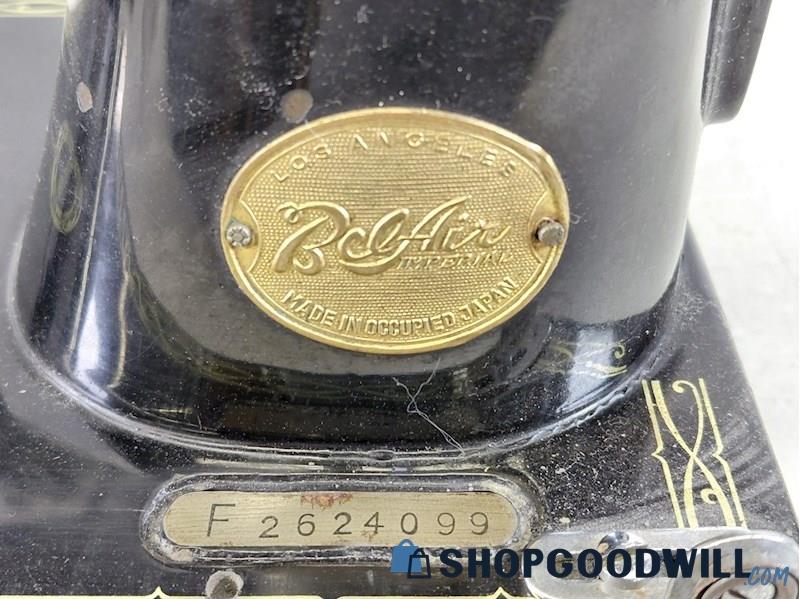 LOS ANGELES
BelAir
IMPERIAL
MADE IN OCCUPIED JAPAN
F 2624099
SHOPGOODWILL.COM